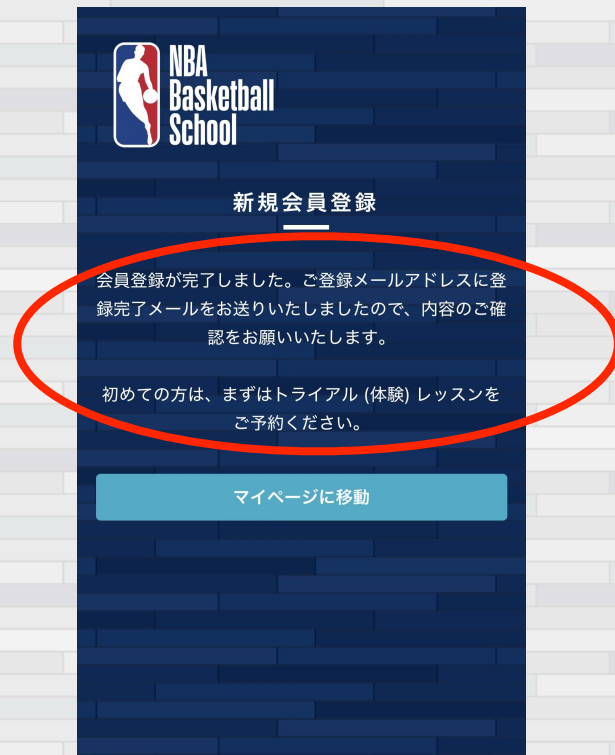 NBA
Basketball
School
新規会員登録
会員登録が完了しました。ご登録メールアドレスに登
録完了メールをお送りいたしましたので、内容のご確
認をお願いいたします。
初めての方は、まずはトライアル (体験) レッスンを
ご予約ください。
マイページに移動